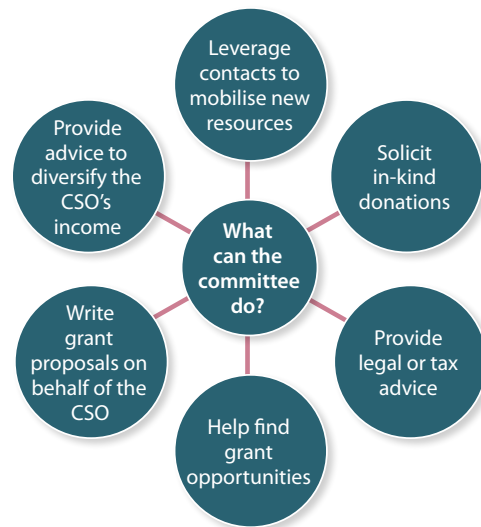 Leverage
contacts to
mobilise new
resources
Solicit
in-kind
donations
Provide
legal or tax
advice
Help find
grant
opportunities
Write
grant
proposals on
behalf of the
CSO
Provide
advice to
diversify the
CSO’s
income
What
can the
committee
do?